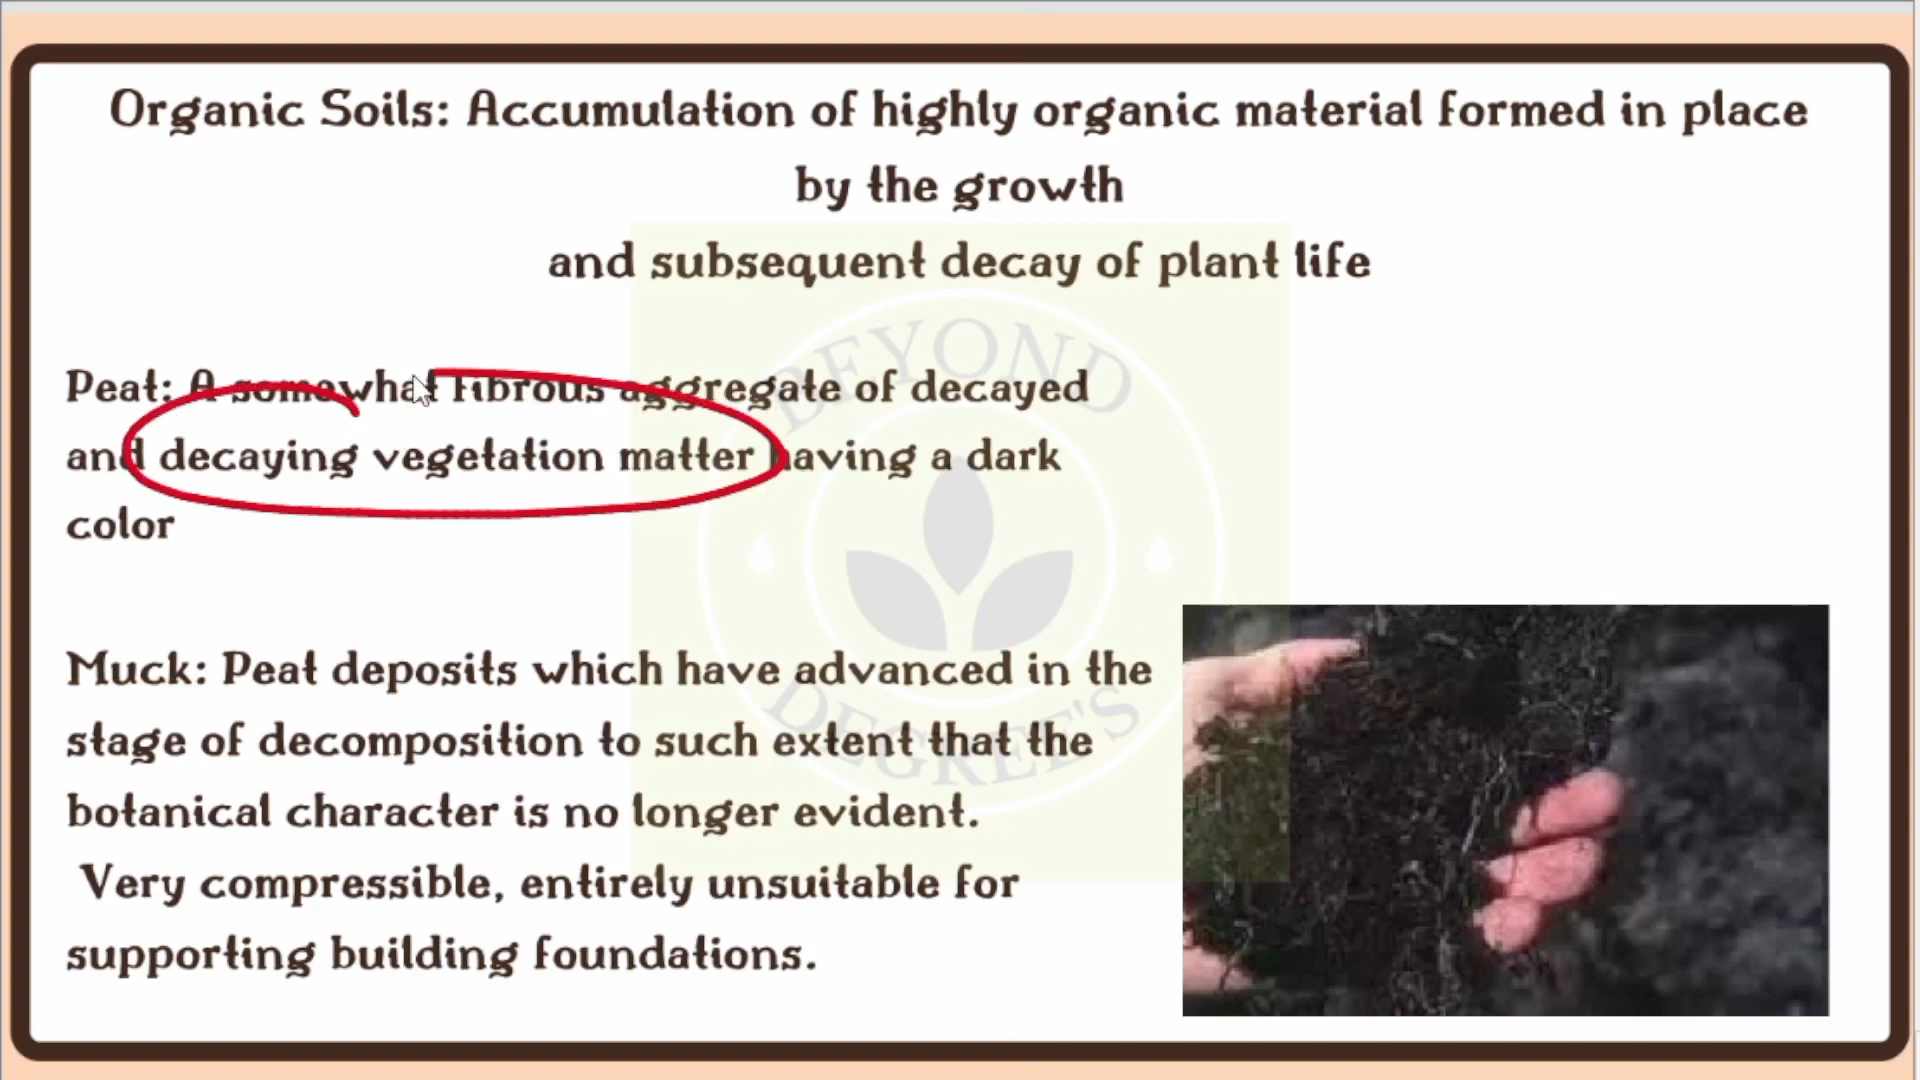 Organic Soils: Accumulation of highly organic material formed in place
by the growth
and subsequent decay of plant life
Peat: A somewhat fibrous aggregate of decayed
and decaying vegetation matter having a dark
color
Muck: Peat deposits which have advanced in the
stage of decomposition to such extent that the
botanical character is no longer evident.
Very compressible, entirely unsuitable for
supporting building foundations.
BEYOND
DEGREE'S